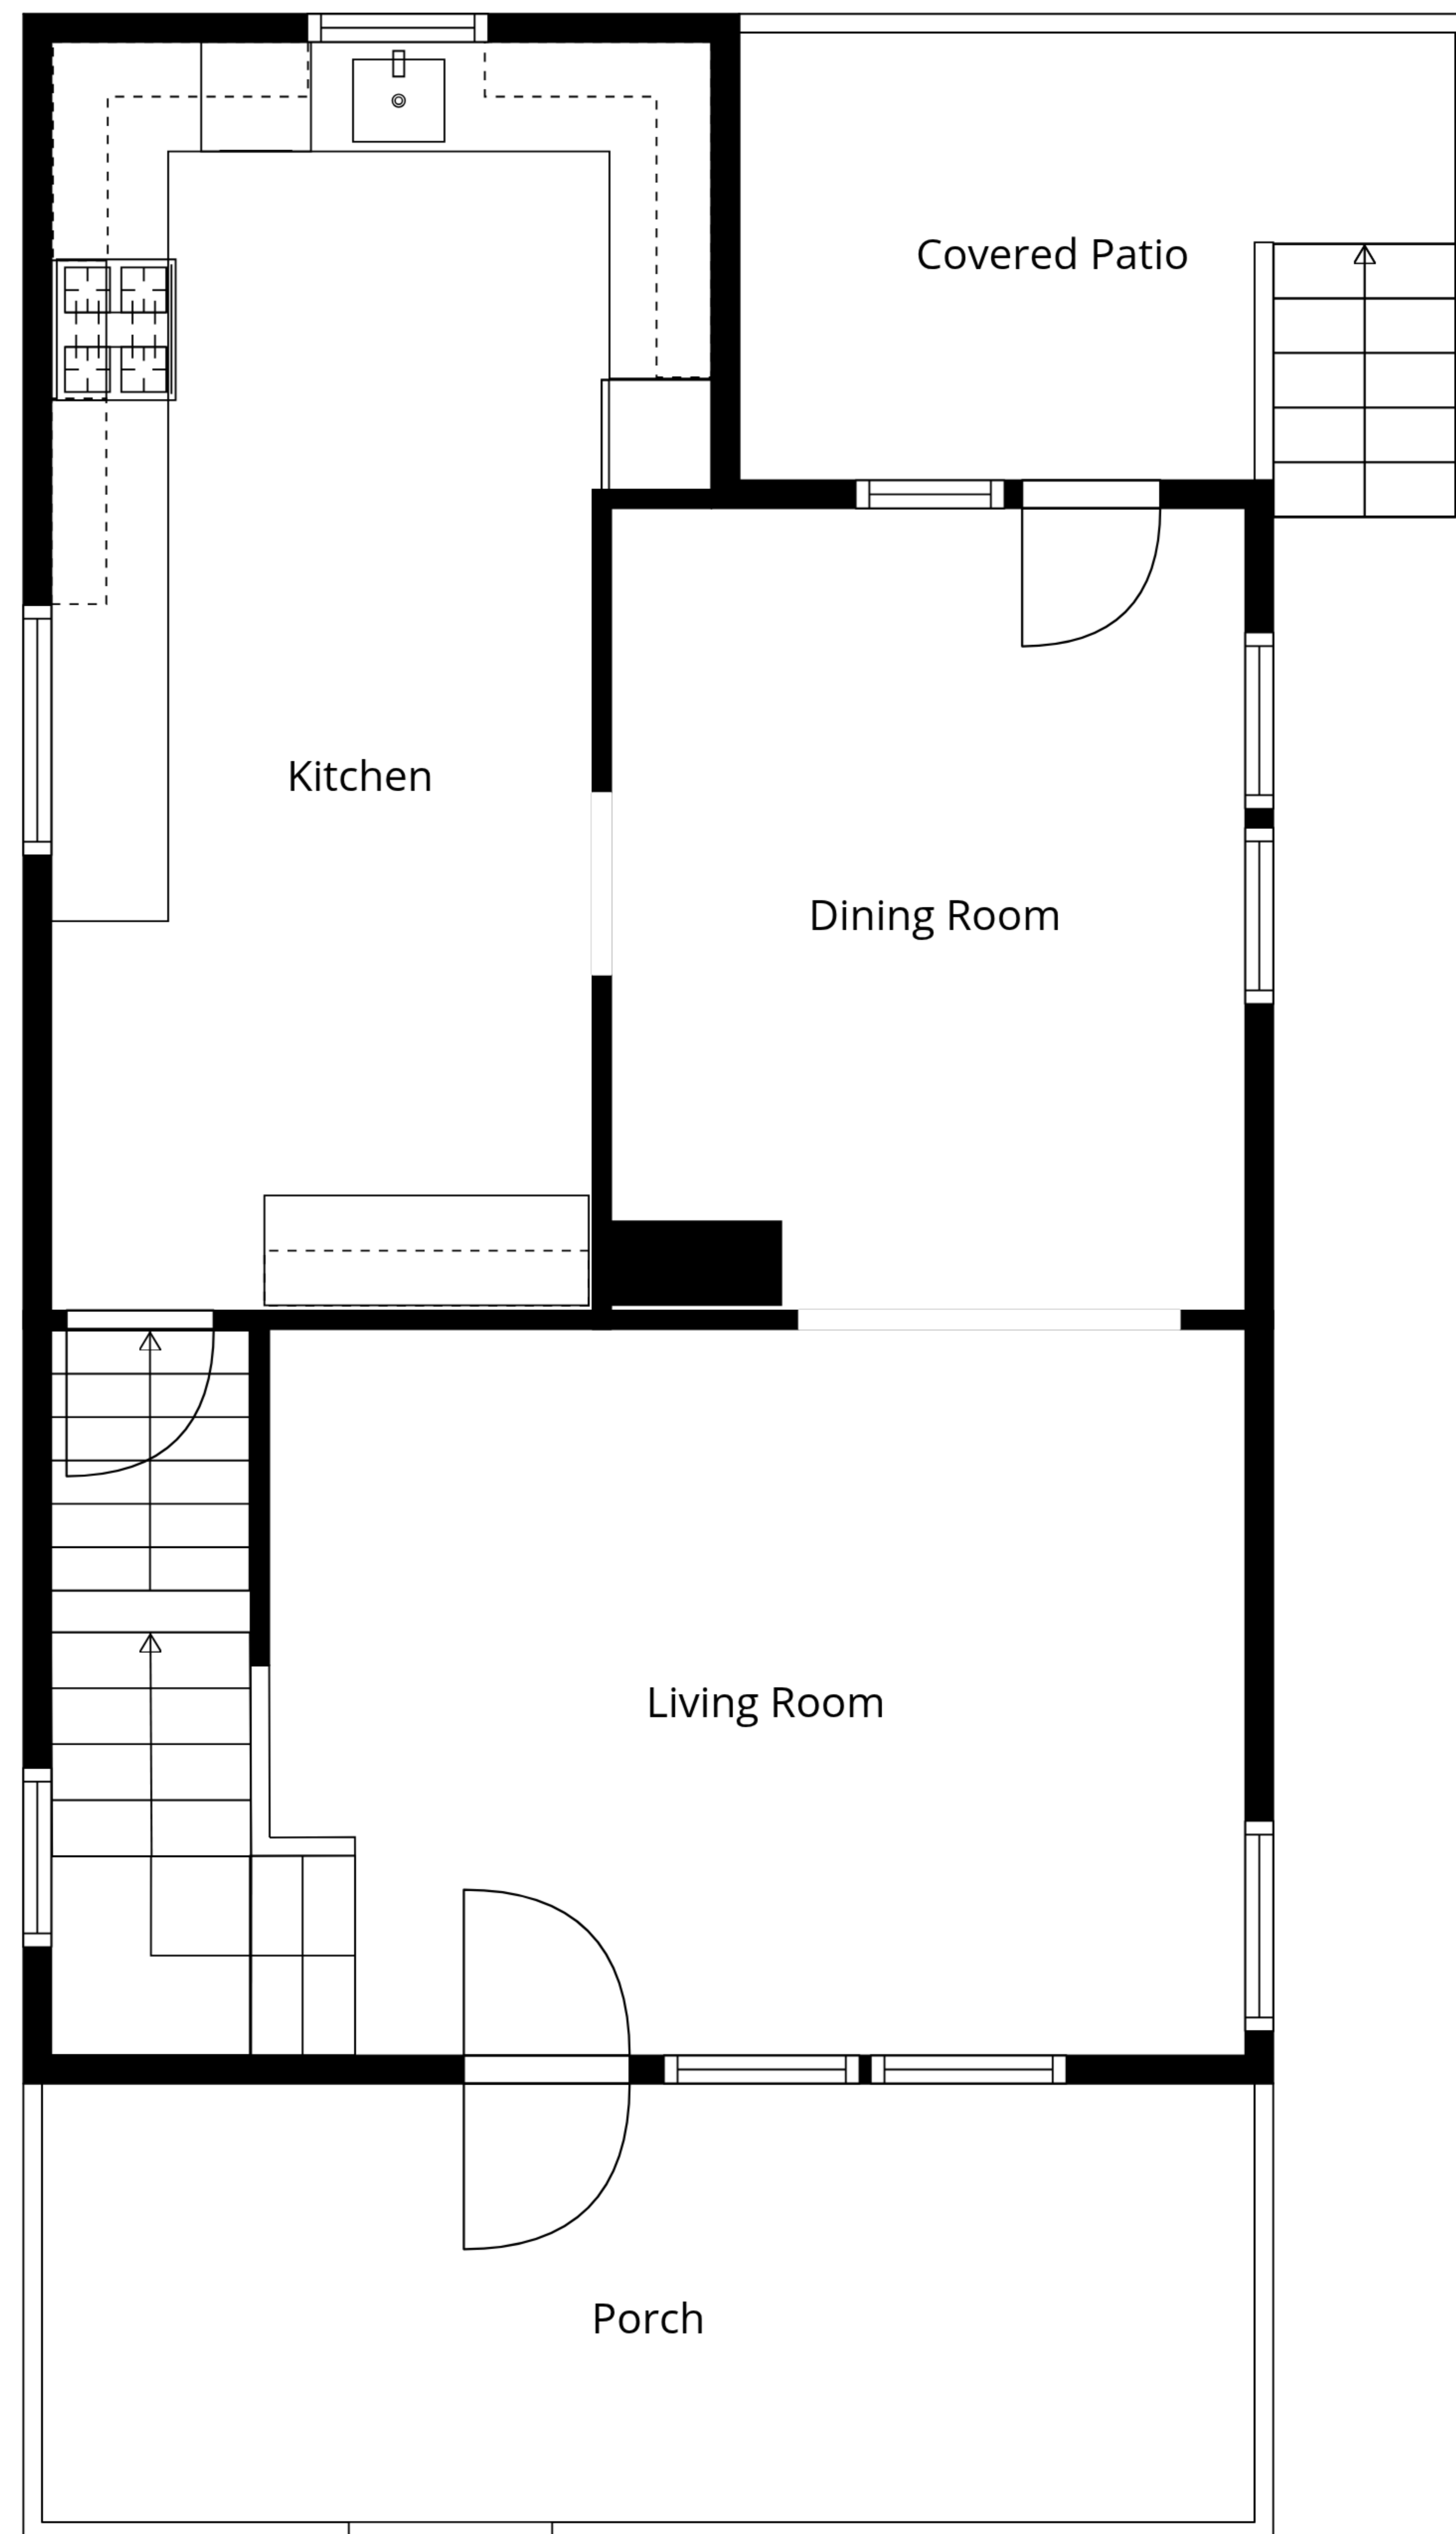 Covered Patio
Kitchen
Dining Room
Living Room
Porch